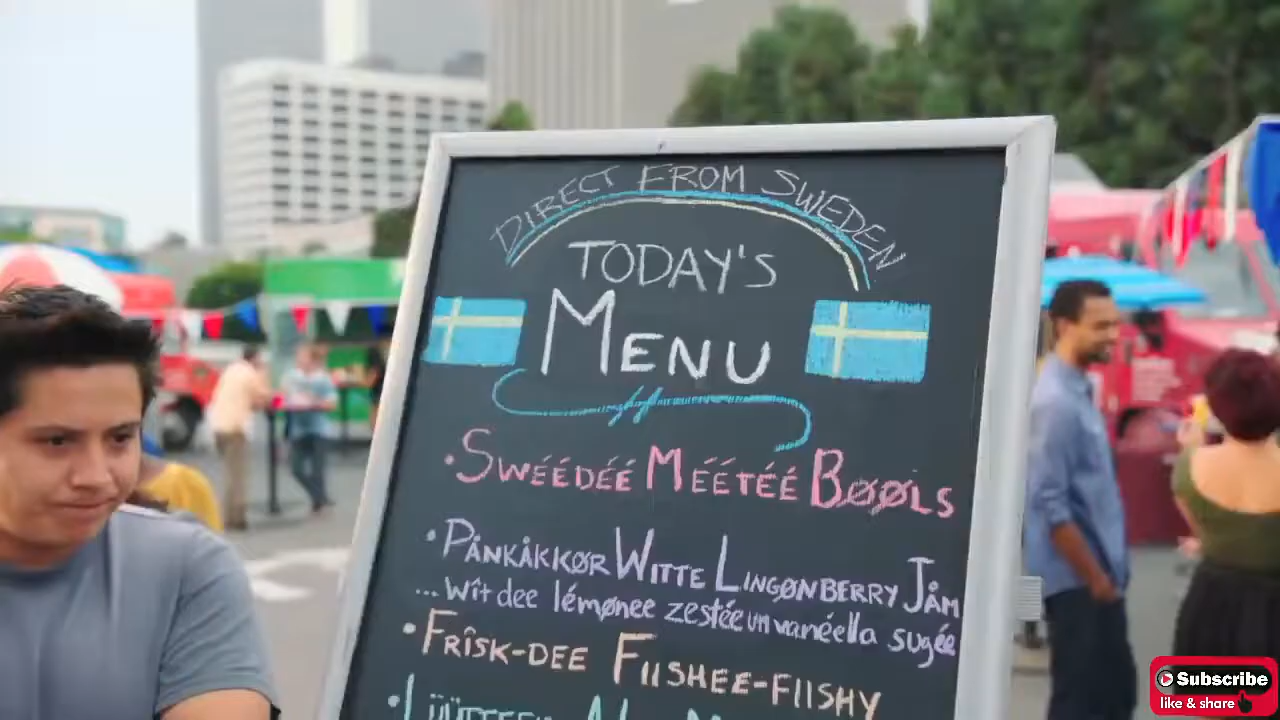 DIRECT FROM SWEDEN
TODAY'S
MENU
•SWÉÉDÉÉ MÉÉTÉÉ BØØLS
•PÅNKÅKKØR WITTE LINGØNBERRY JÅM
...wît dee lémønee zestée un vanéella sugée
•FRÎSK-DEE FIISHEE-FIISHY
Subscribe
like & share